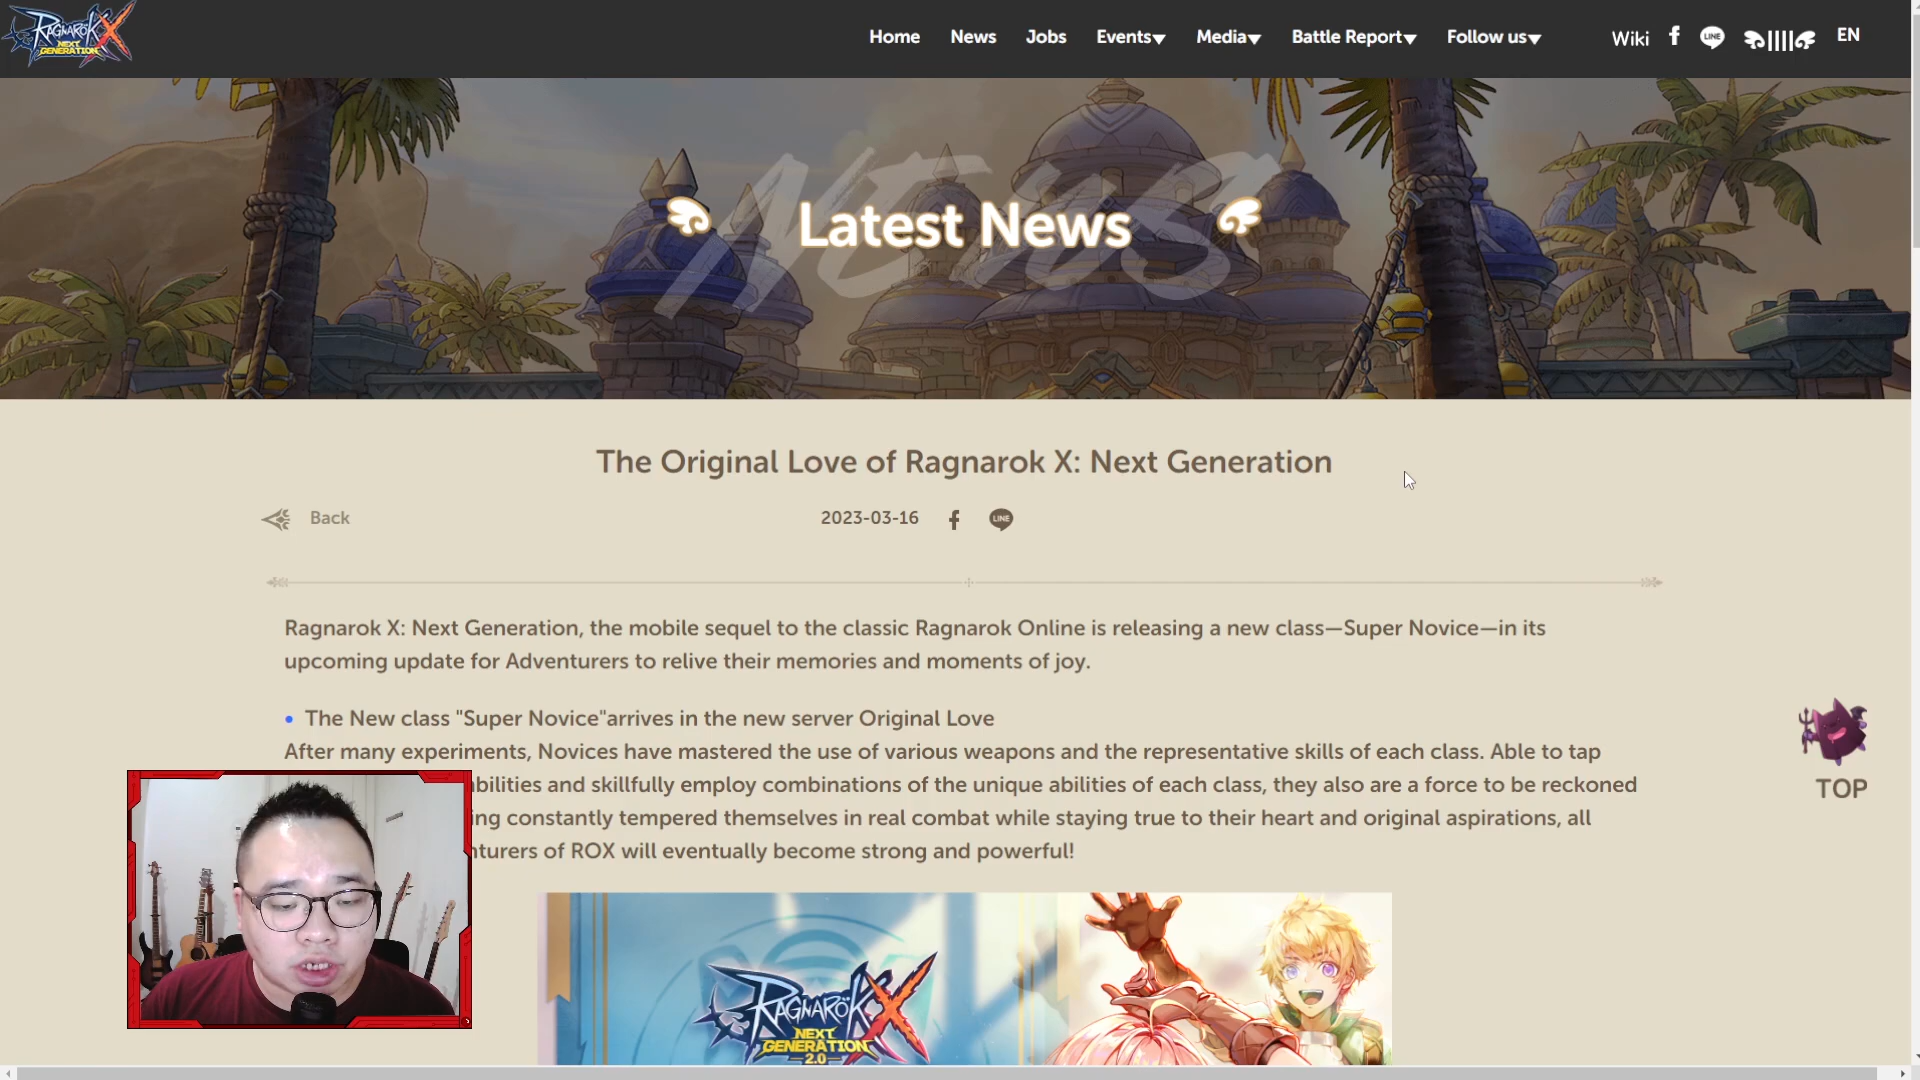 RAGNAROK X
NEXT
GENERATION
Home News Jobs Events Media Battle Report Follow us Wiki LINE EN
NEWS
Latest News
The Original Love of Ragnarok X: Next Generation
Back 2023-03-16 LINE
Ragnarok X: Next Generation, the mobile sequel to the classic Ragnarok Online is releasing a new class—Super Novice—in its
upcoming update for Adventurers to relive their memories and moments of joy.
• The New class "Super Novice"arrives in the new server Original Love
After many experiments, Novices have mastered the use of various weapons and the representative skills of each class. Able to tap
bilities and skillfully employ combinations of the unique abilities of each class, they also are a force to be reckoned
ng constantly tempered themselves in real combat while staying true to their heart and original aspirations, all
nturers of ROX will eventually become strong and powerful!
TOP
RAGNAROK X
NEXT
GENERATION
2.0